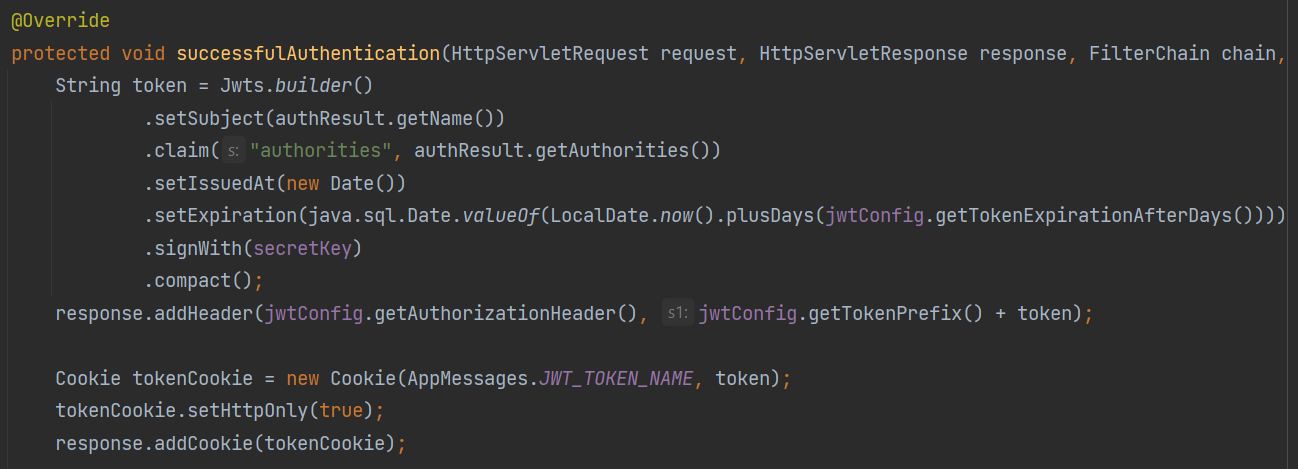 @Override
protected void successfulAuthentication(HttpServletRequest request, HttpServletResponse response, FilterChain chain,
String token = Jwts.builder()
.setSubject(authResult.getName())
.claim( s: "authorities", authResult.getAuthorities())
.setIssuedAt(new Date())
.setExpiration(java.sql.Date.valueOf(LocalDate.now().plusDays(jwtConfig.getTokenExpirationAfterDays())))
.signWith(secretKey)
.compact();
response.addHeader(jwtConfig.getAuthorizationHeader(), s1: jwtConfig.getTokenPrefix() + token);
Cookie tokenCookie = new Cookie(AppMessages.JWT_TOKEN_NAME, token);
tokenCookie.setHttpOnly(true);
response.addCookie(tokenCookie);